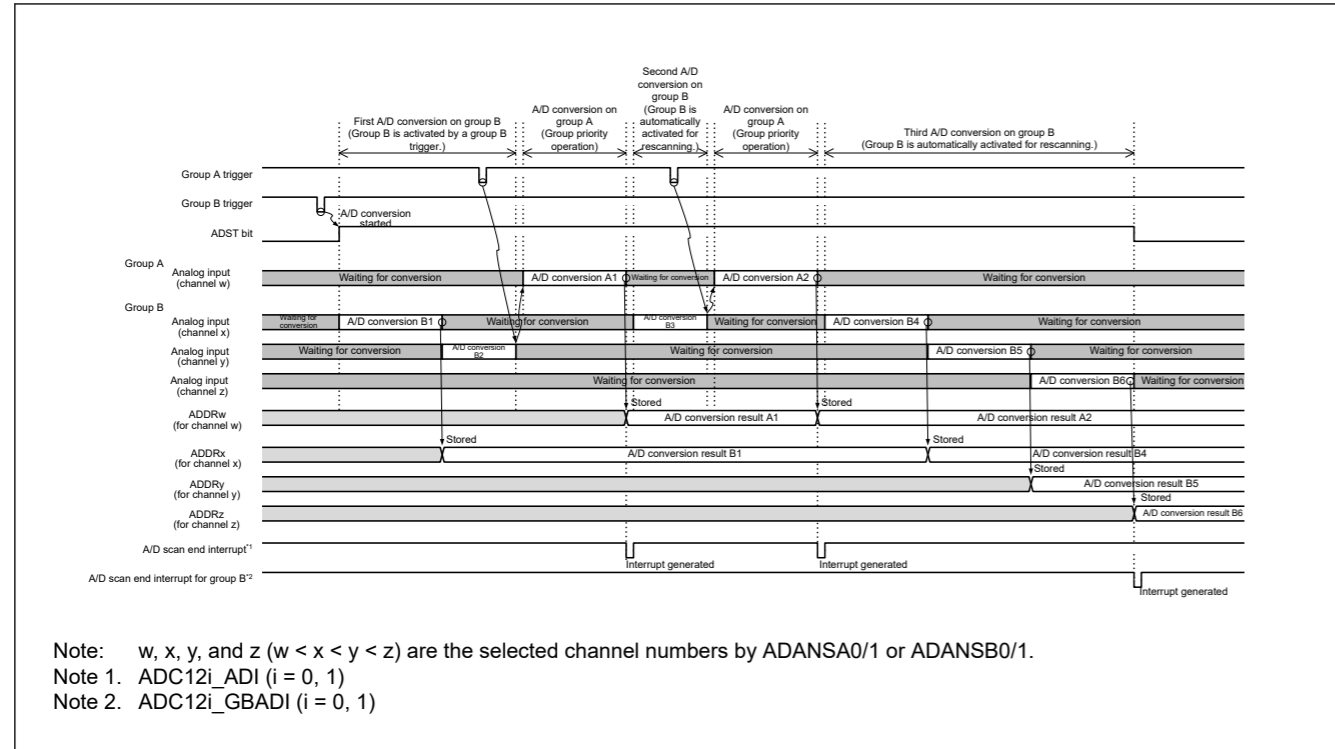 First A/D conversion on group B
(Group B is activated by a group B
trigger.)
A/D conversion on
group A
(Group priority
operation)
Second A/D
conversion on
group B
(Group B is
automatically
activated for
rescanning.)
A/D conversion on
group A
(Group priority
operation)
Third A/D conversion on group B
(Group B is automatically activated for rescanning.)
Group A trigger
Group B trigger
A/D conversion
started
ADST bit
Group A
Analog input
(channel w)
Waiting for conversion
A/D conversion A1
Waiting for conversion
A/D conversion A2
Waiting for conversion
Group B
Analog input
(channel x)
Waiting for
conversion
A/D conversion B1
Waiting for conversion
A/D conversion
B3
Waiting for conversion
A/D conversion B4
Waiting for conversion
Analog input
(channel y)
Waiting for conversion
A/D conversion
B2
Waiting for conversion
A/D conversion B5
Waiting for conversion
Analog input
(channel z)
Waiting for conversion
A/D conversion B6
Waiting for conversion
ADDRw
(for channel w)
Stored
A/D conversion result A1
Stored
A/D conversion result A2
ADDRx
(for channel x)
Stored
A/D conversion result B1
Stored
A/D conversion result B4
ADDRy
(for channel y)
Stored
A/D conversion result B5
ADDRz
(for channel z)
Stored
A/D conversion result B6
A/D scan end interrupt*1
Interrupt generated
Interrupt generated
A/D scan end interrupt for group B*2
Interrupt generated
Note: w, x, y, and z (w < x < y < z) are the selected channel numbers by ADANSA0/1 or ADANSB0/1.
Note 1. ADC12i_ADI (i = 0, 1)
Note 2. ADC12i_GBADI (i = 0, 1)